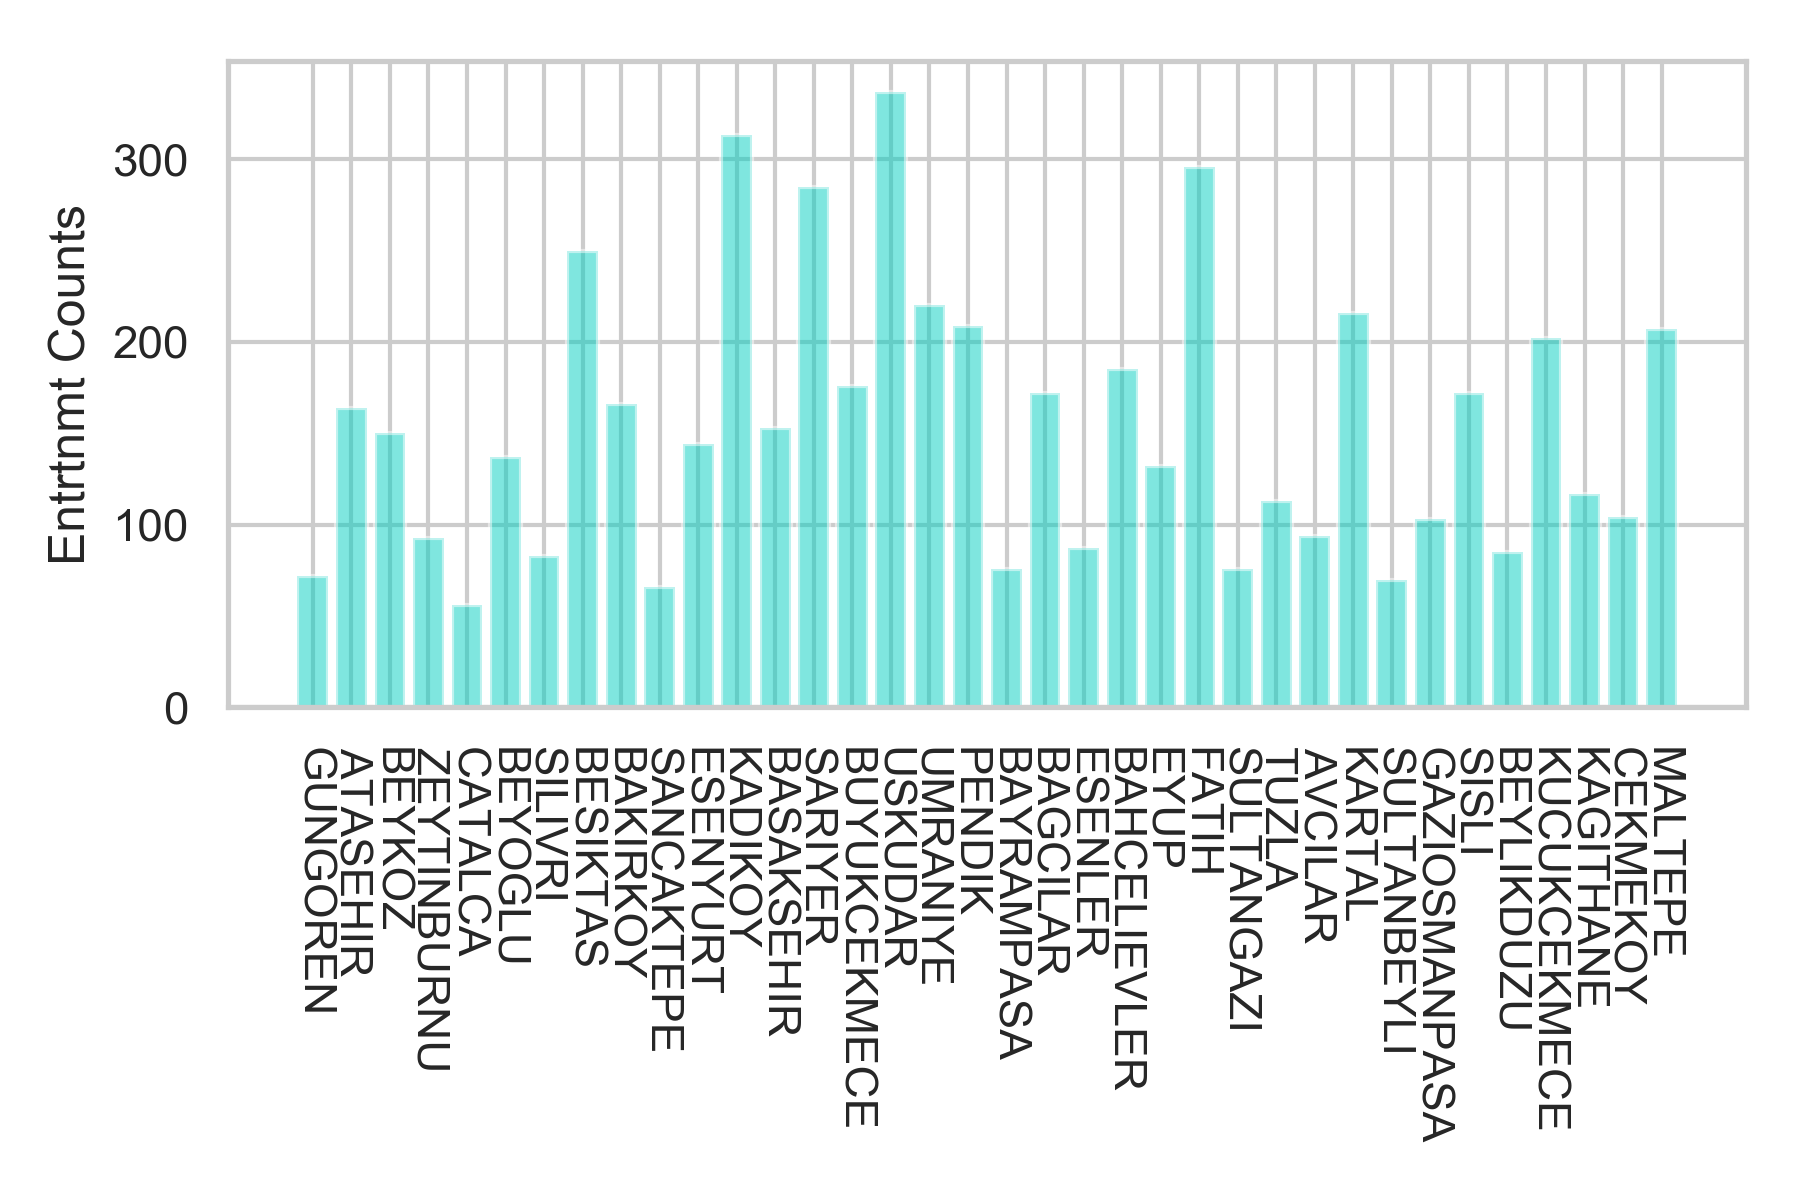 Entrtnmt Counts
300
200
100
0
GUNGOREN
ATASEHIR
BEYKOZ
ZEYTINBURNU
CATALCA
BEYOGLU
SILIVRI
BESIKTAS
BAKIRKOY
SANCAKTEPE
ESENYURT
KADIKOY
BASAKSEHIR
SARIYER
BUYUKCEKMECE
USKUDAR
UMRANIYE
PENDIK
BAYRAMPASA
BAGCILAR
ESENLER
BAHCELIEVLER
EYUP
FATIH
SULTANGAZI
TUZLA
AVCILAR
KARTAL
SULTANBEYLI
GAZIOSMANPASA
SISLI
BEYLIKDUZU
KUCUKCEKMECE
KAGITHANE
CEKMEKOY
MALTEPE